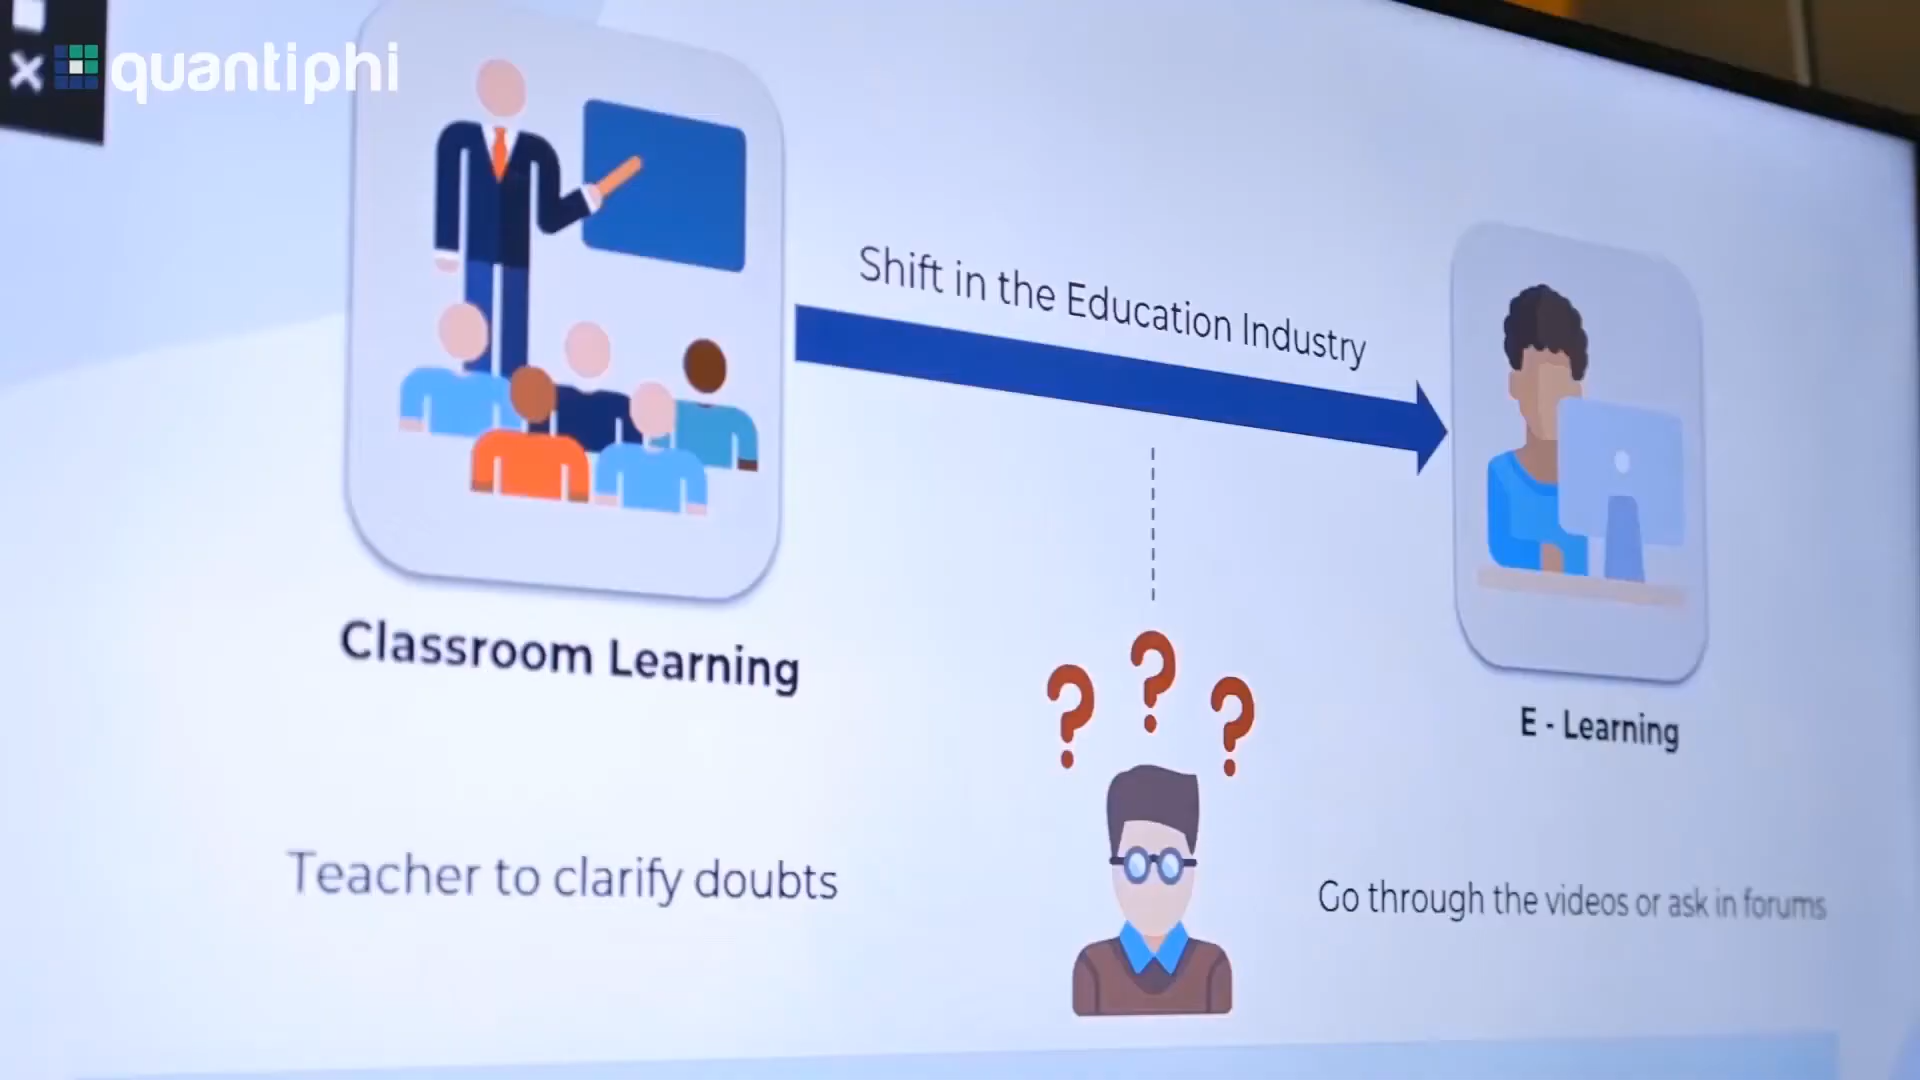 quantiphi
Shift in the Education Industry
Classroom Learning
E - Learning
? ? ?
Teacher to clarify doubts
Go through the videos or ask in forums